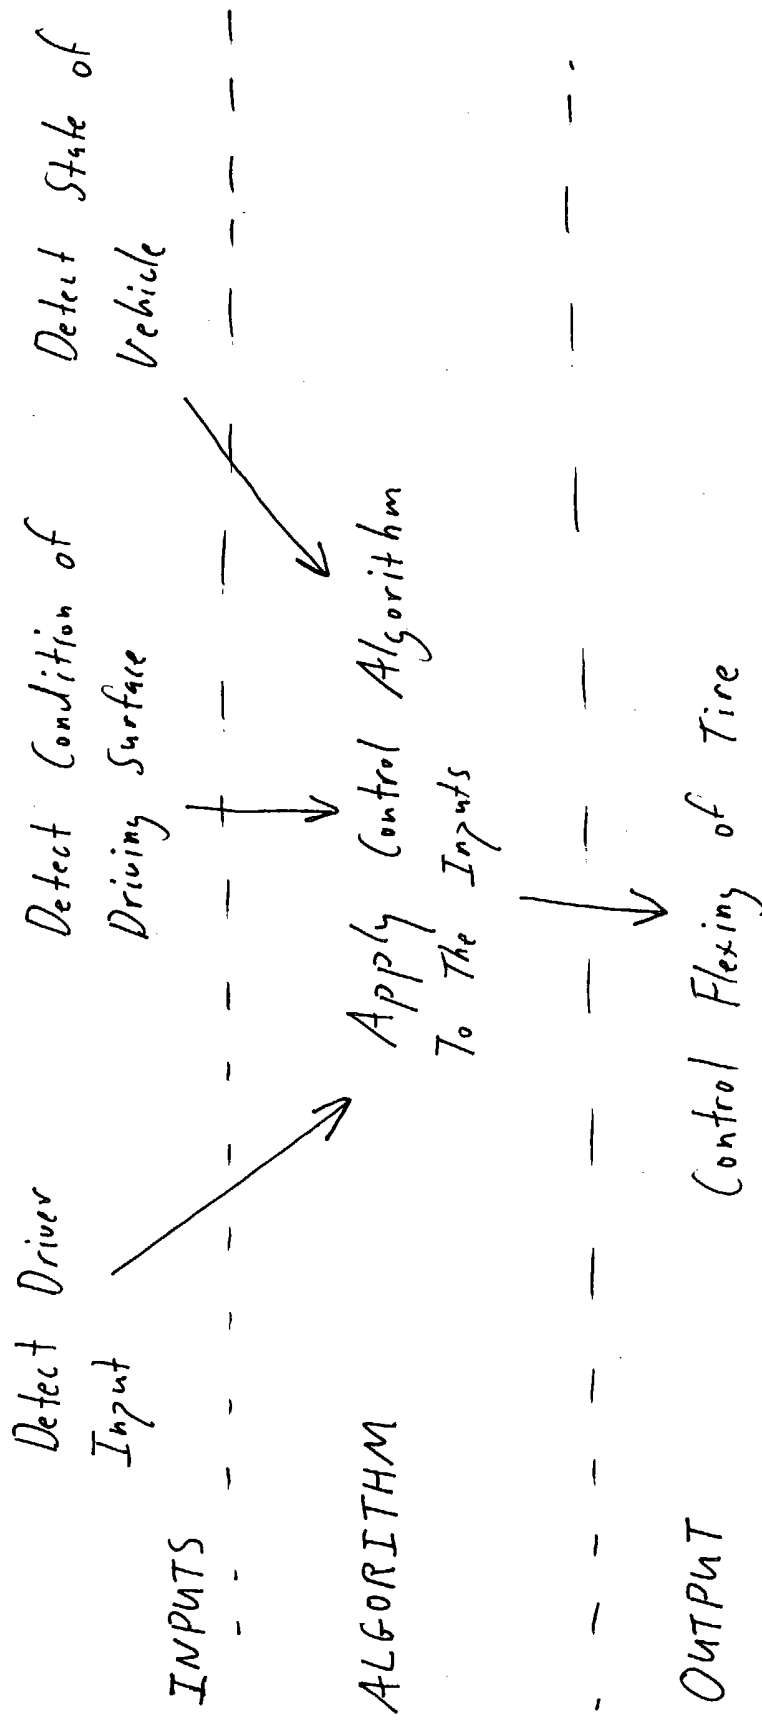 Detect Driver
Input
Detect Condition of
Driving Surface
Detect State of
Vehicle
INPUTS
ALGORITHM
Apply Control Algorithm
To The Inputs
OUTPUT
Control Flexing of Tire